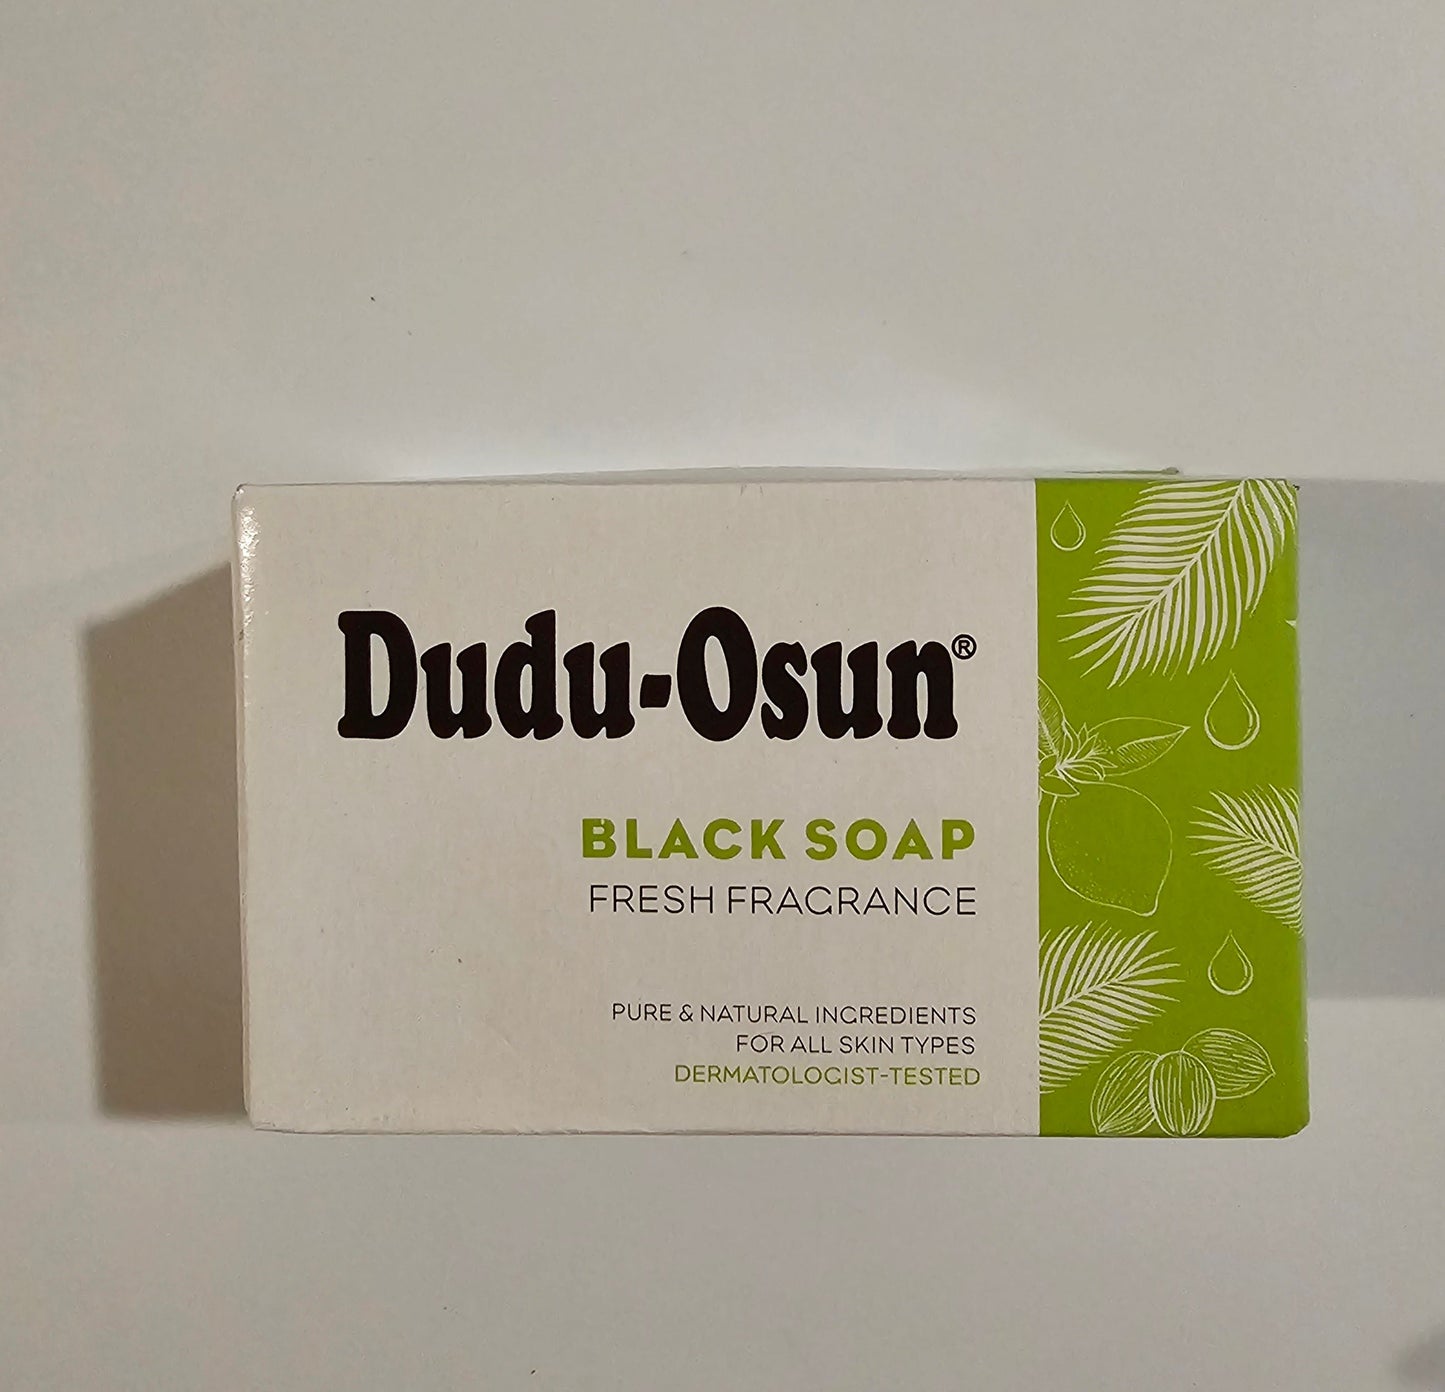 Dudu-Osun®
BLACK SOAP
FRESH FRAGRANCE
PURE & NATURAL INGREDIENTS
FOR ALL SKIN TYPES
DERMATOLOGIST-TESTED